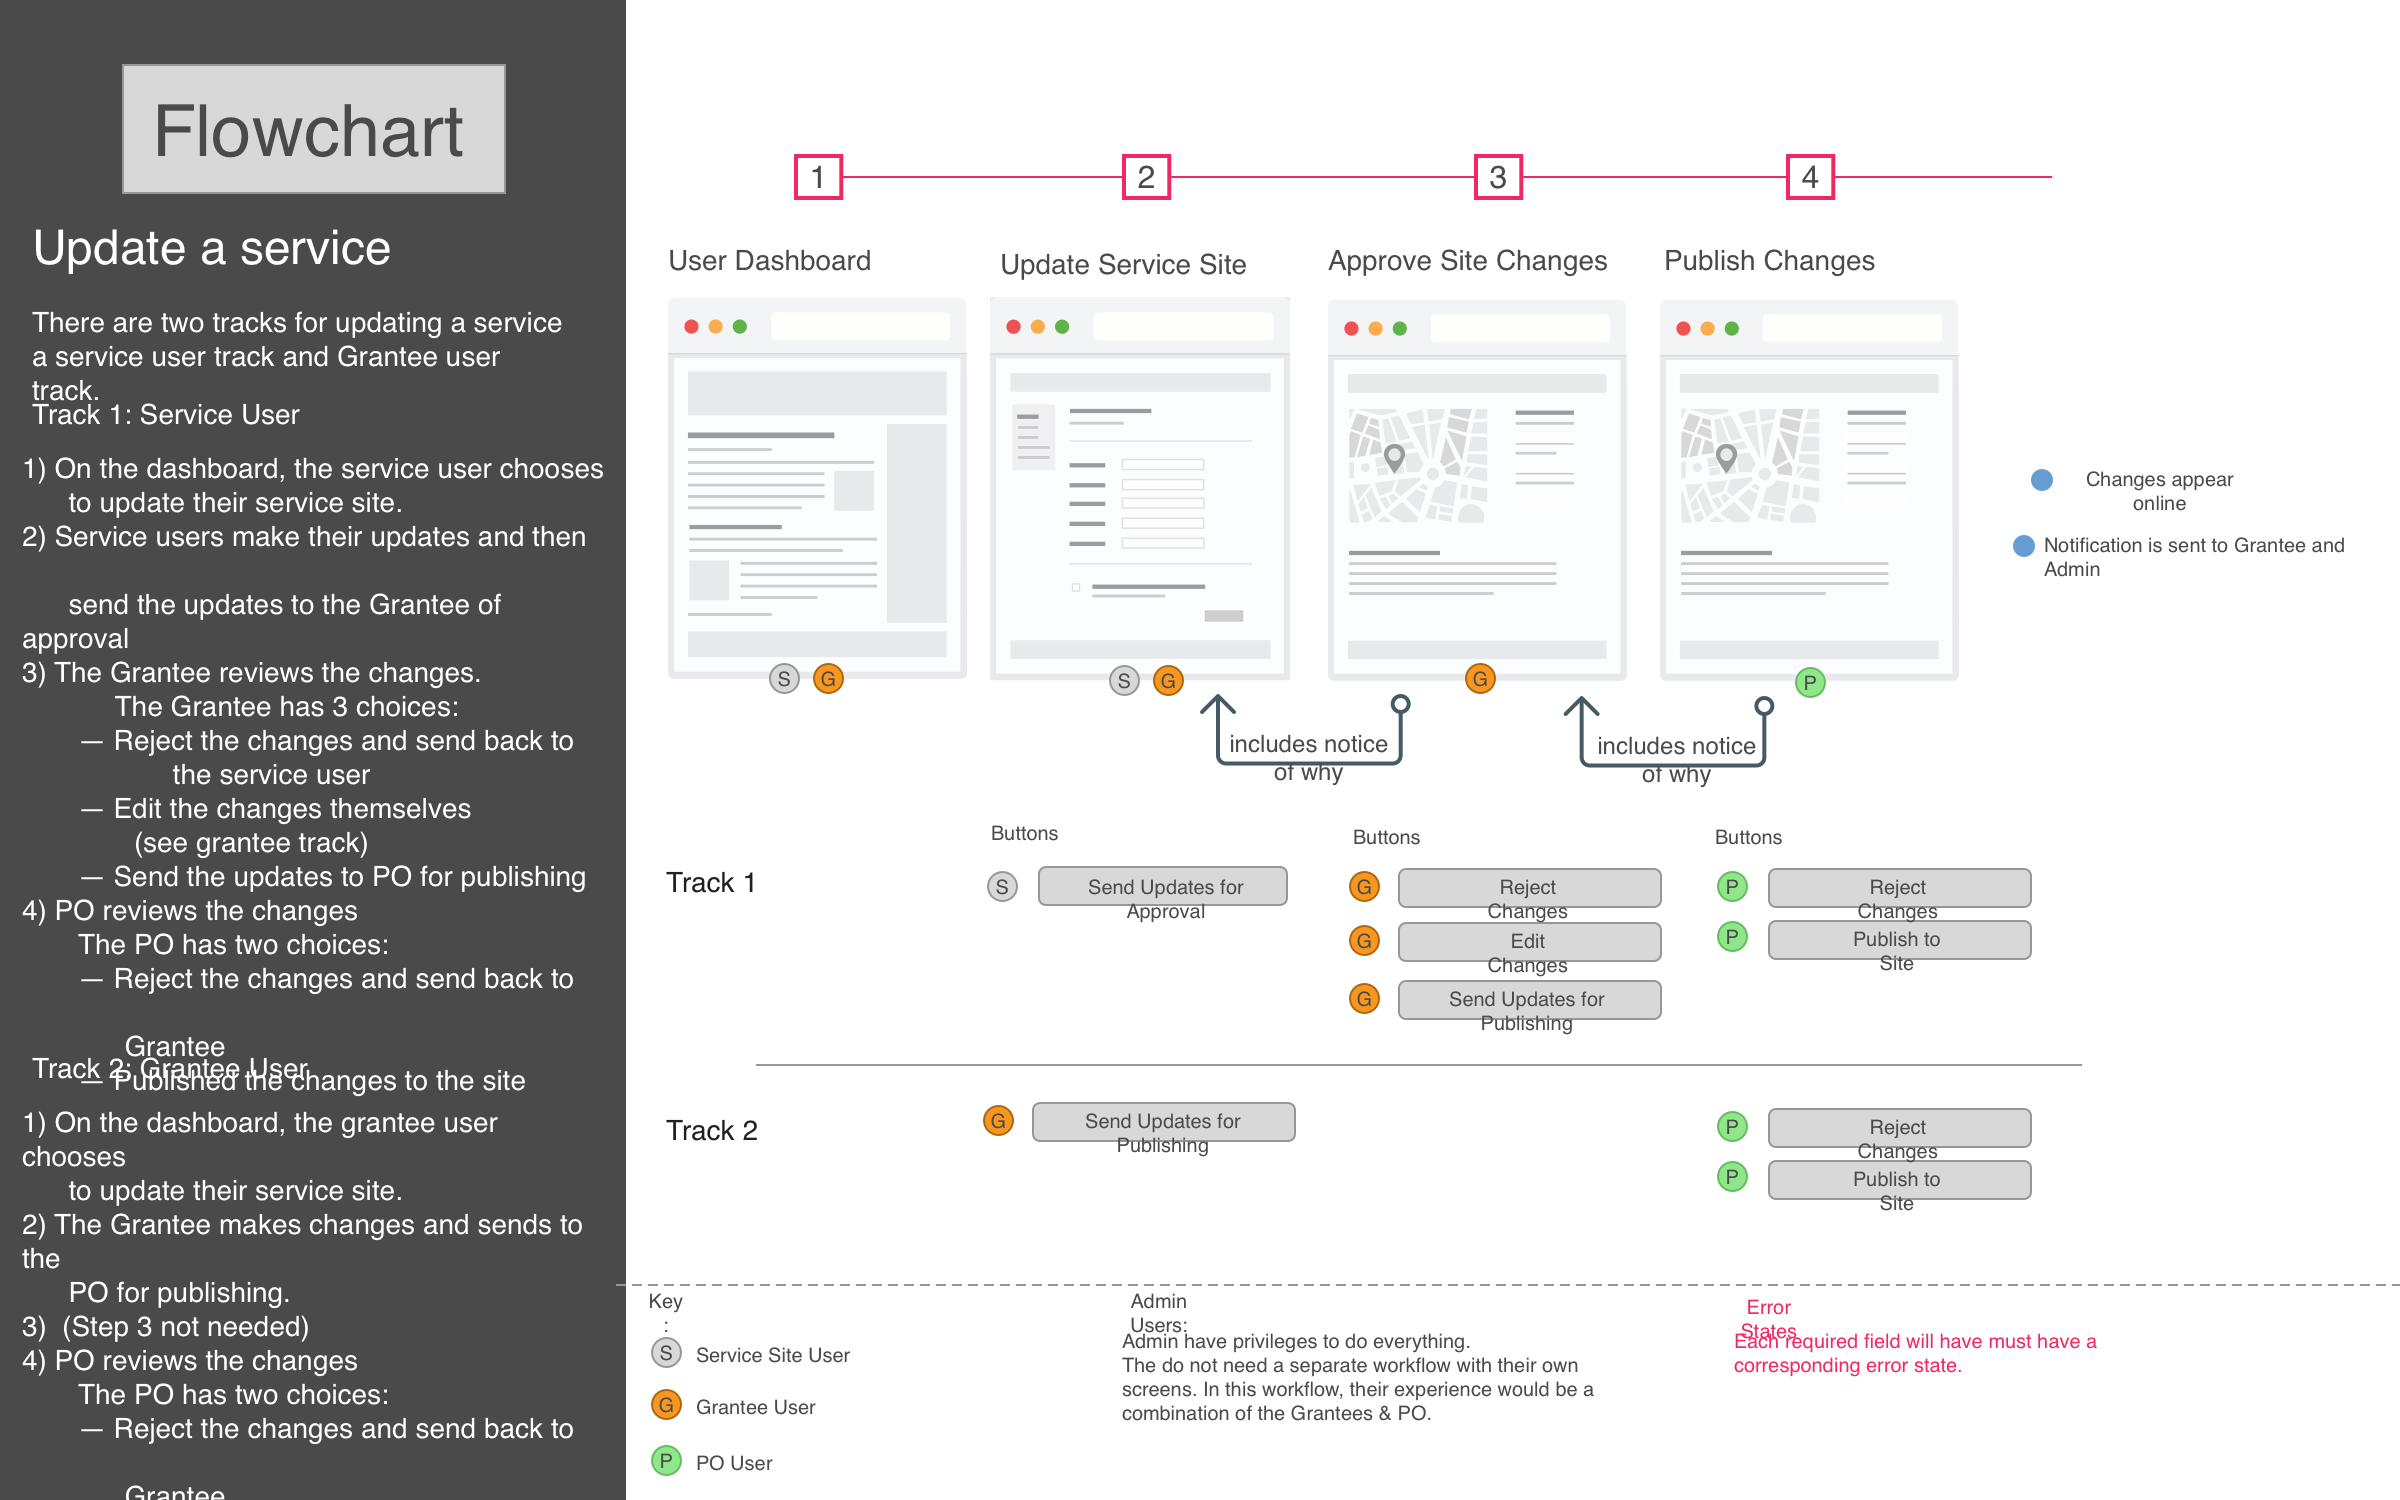 Flowchart
Update a service
There are two tracks for updating a service
a service user track and Grantee user
track.
Track 1: Service User
1) On the dashboard, the service user chooses
to update their service site.
2) Service users make their updates and then
send the updates to the Grantee of
approval
3) The Grantee reviews the changes.
The Grantee has 3 choices:
— Reject the changes and send back to
the service user
— Edit the changes themselves
(see grantee track)
— Send the updates to PO for publishing
4) PO reviews the changes
The PO has two choices:
— Reject the changes and send back to
Grantee
— Published the changes to the site
Track 2: Grantee User
1) On the dashboard, the grantee user
chooses
to update their service site.
2) The Grantee makes changes and sends to
the
PO for publishing.
3) (Step 3 not needed)
4) PO reviews the changes
The PO has two choices:
— Reject the changes and send back to
Grantee
1
2
3
4
User Dashboard
Update Service Site
Approve Site Changes
Publish Changes
S
G
S
G
G
P
Changes appear
online
Notification is sent to Grantee and
Admin
includes notice
of why
includes notice
of why
Track 1
Buttons
S
Send Updates for
Approval
Buttons
G
Reject
Changes
G
Edit
Changes
G
Send Updates for
Publishing
Buttons
P
Reject
Changes
P
Publish to
Site
Track 2
G
Send Updates for
Publishing
P
Reject
Changes
P
Publish to
Site
Key
:
S
Service Site User
G
Grantee User
P
PO User
Admin
Users:
Admin have privileges to do everything.
The do not need a separate workflow with their own
screens. In this workflow, their experience would be a
combination of the Grantees & PO.
Error
States
Each required field will have must have a
corresponding error state.